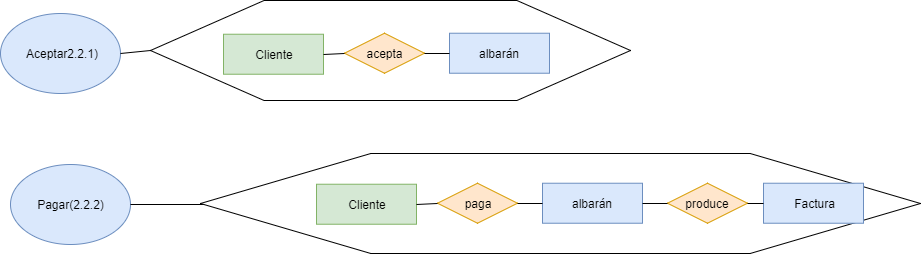 Aceptar2.2.1)
Cliente
acepta
albarán
Pagar(2.2.2)
Cliente
paga
albarán
produce
Factura